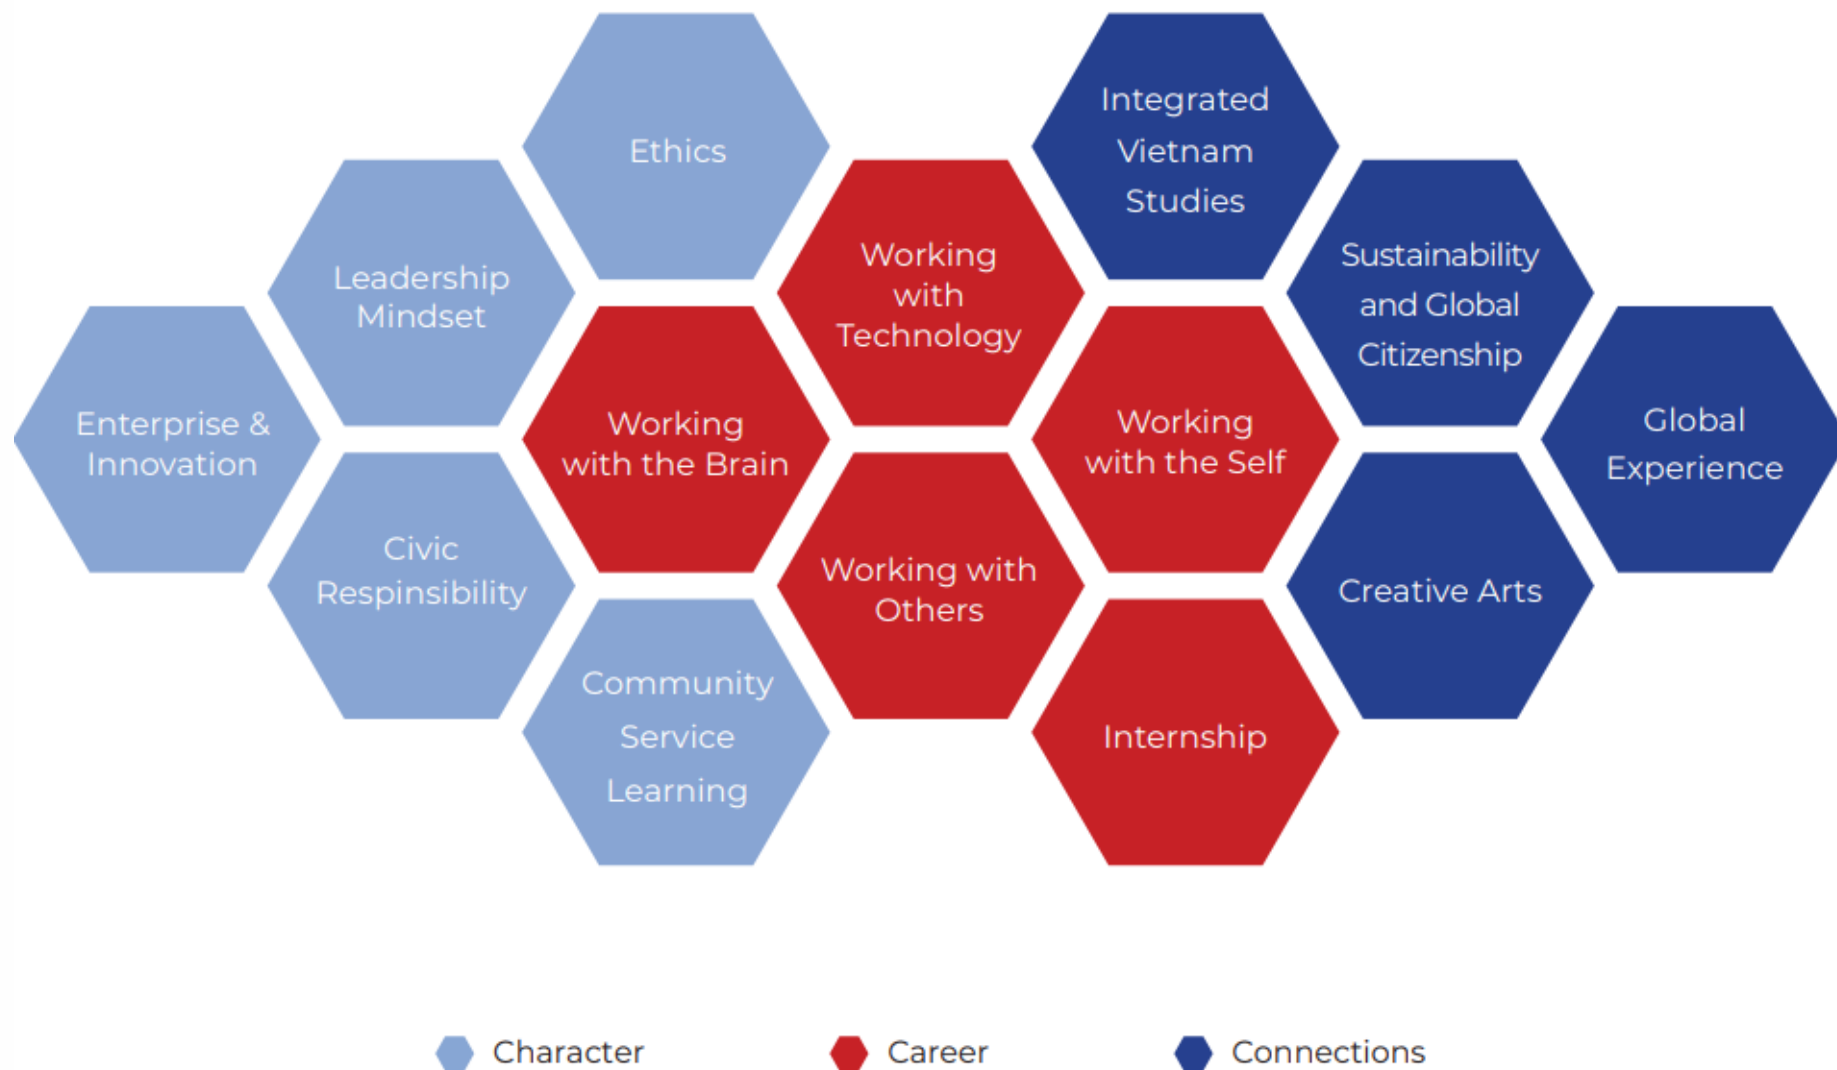 Ethics
Integrated
Vietnam
Studies
Leadership
Mindset
Working
with
Technology
Sustainability
and Global
Citizenship
Enterprise &
Innovation
Working
with the Brain
Working
with the Self
Global
Experience
Civic
Respinsibility
Working with
Others
Creative Arts
Community
Service
Learning
Internship
Character
Career
Connections